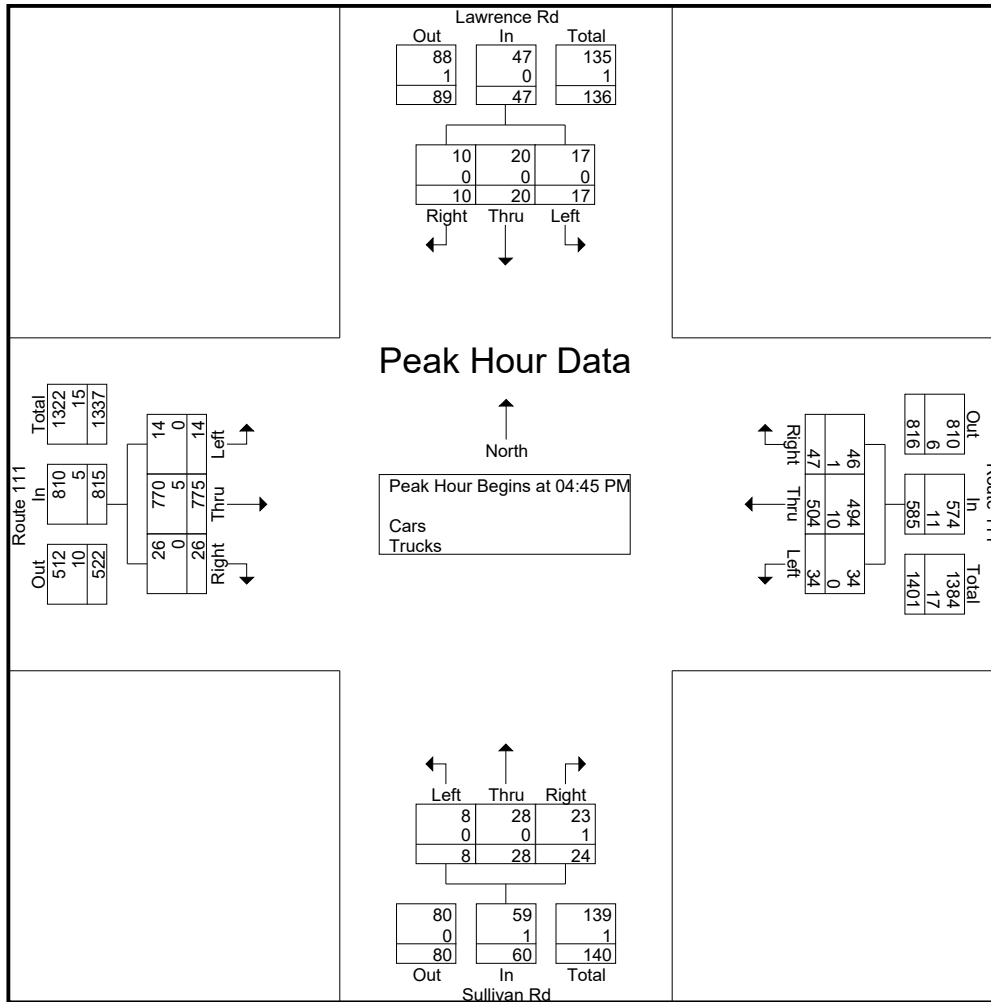 Lawrence Rd
Out In Total
88 47 135
1 0 1
89 47 136
10 20 17
0 0 0
10 20 17
Right Thru Left
Peak Hour Data
North
Peak Hour Begins at 04:45 PM
Cars
Trucks
Route 111
Total In Out
1322 810 512
15 5 10
1337 815 522
Left Thru Right
14 770 26
0 5 0
14 775 26
Out In Total
810 574 1384
6 11 17
816 585 1401
46 494 34
1 10 0
47 504 34
Right Thru Left
Left Thru Right
8 28 23
0 0 1
8 28 24
80 59 139
0 1 1
80 60 140
Out In Total
Sullivan Rd